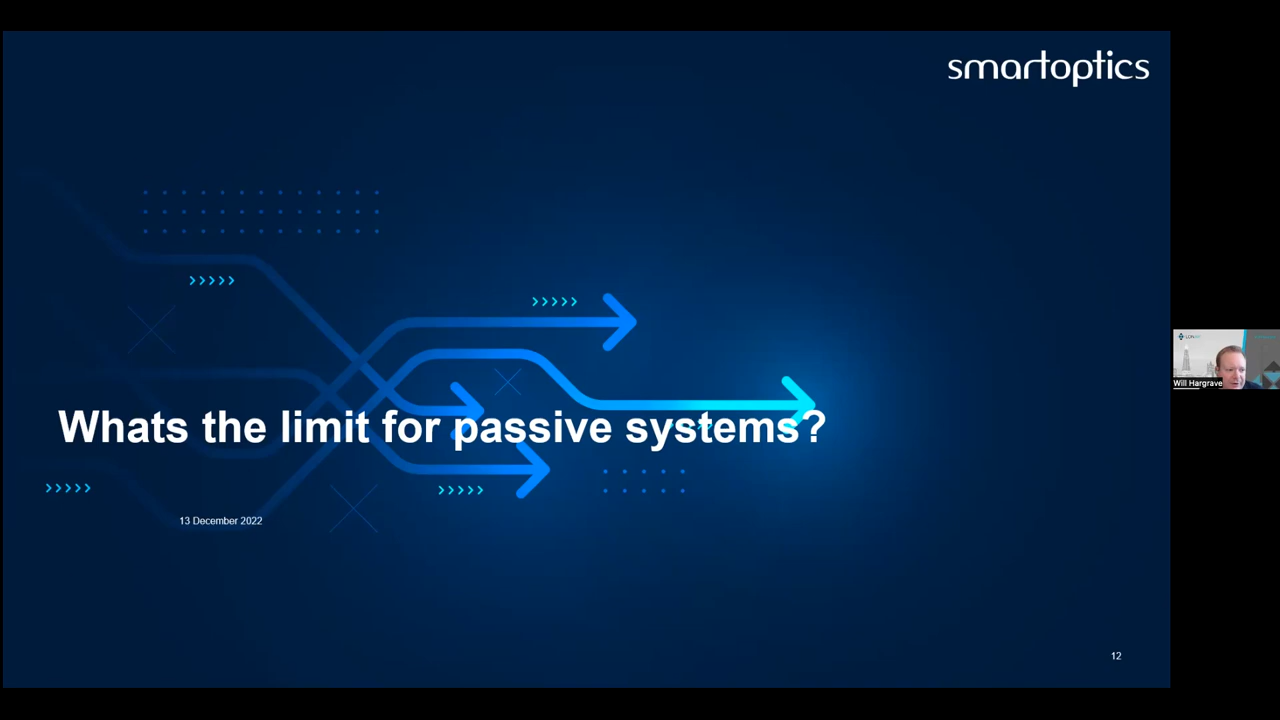 smartoptics
Whats the limit for passive systems?
13 December 2022
12
Will Hargrave